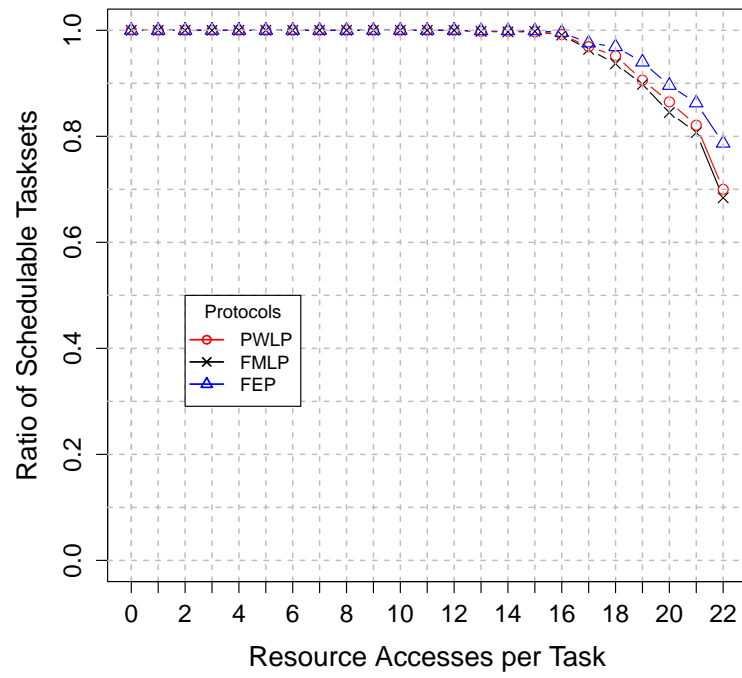 Ratio of Schedulable Tasksets
1.0
0.8
0.6
0.4
0.2
0.0
Protocols
PWLP
FMLP
FEP
0 2 4 6 8 10 12 14 16 18 20 22
Resource Accesses per Task